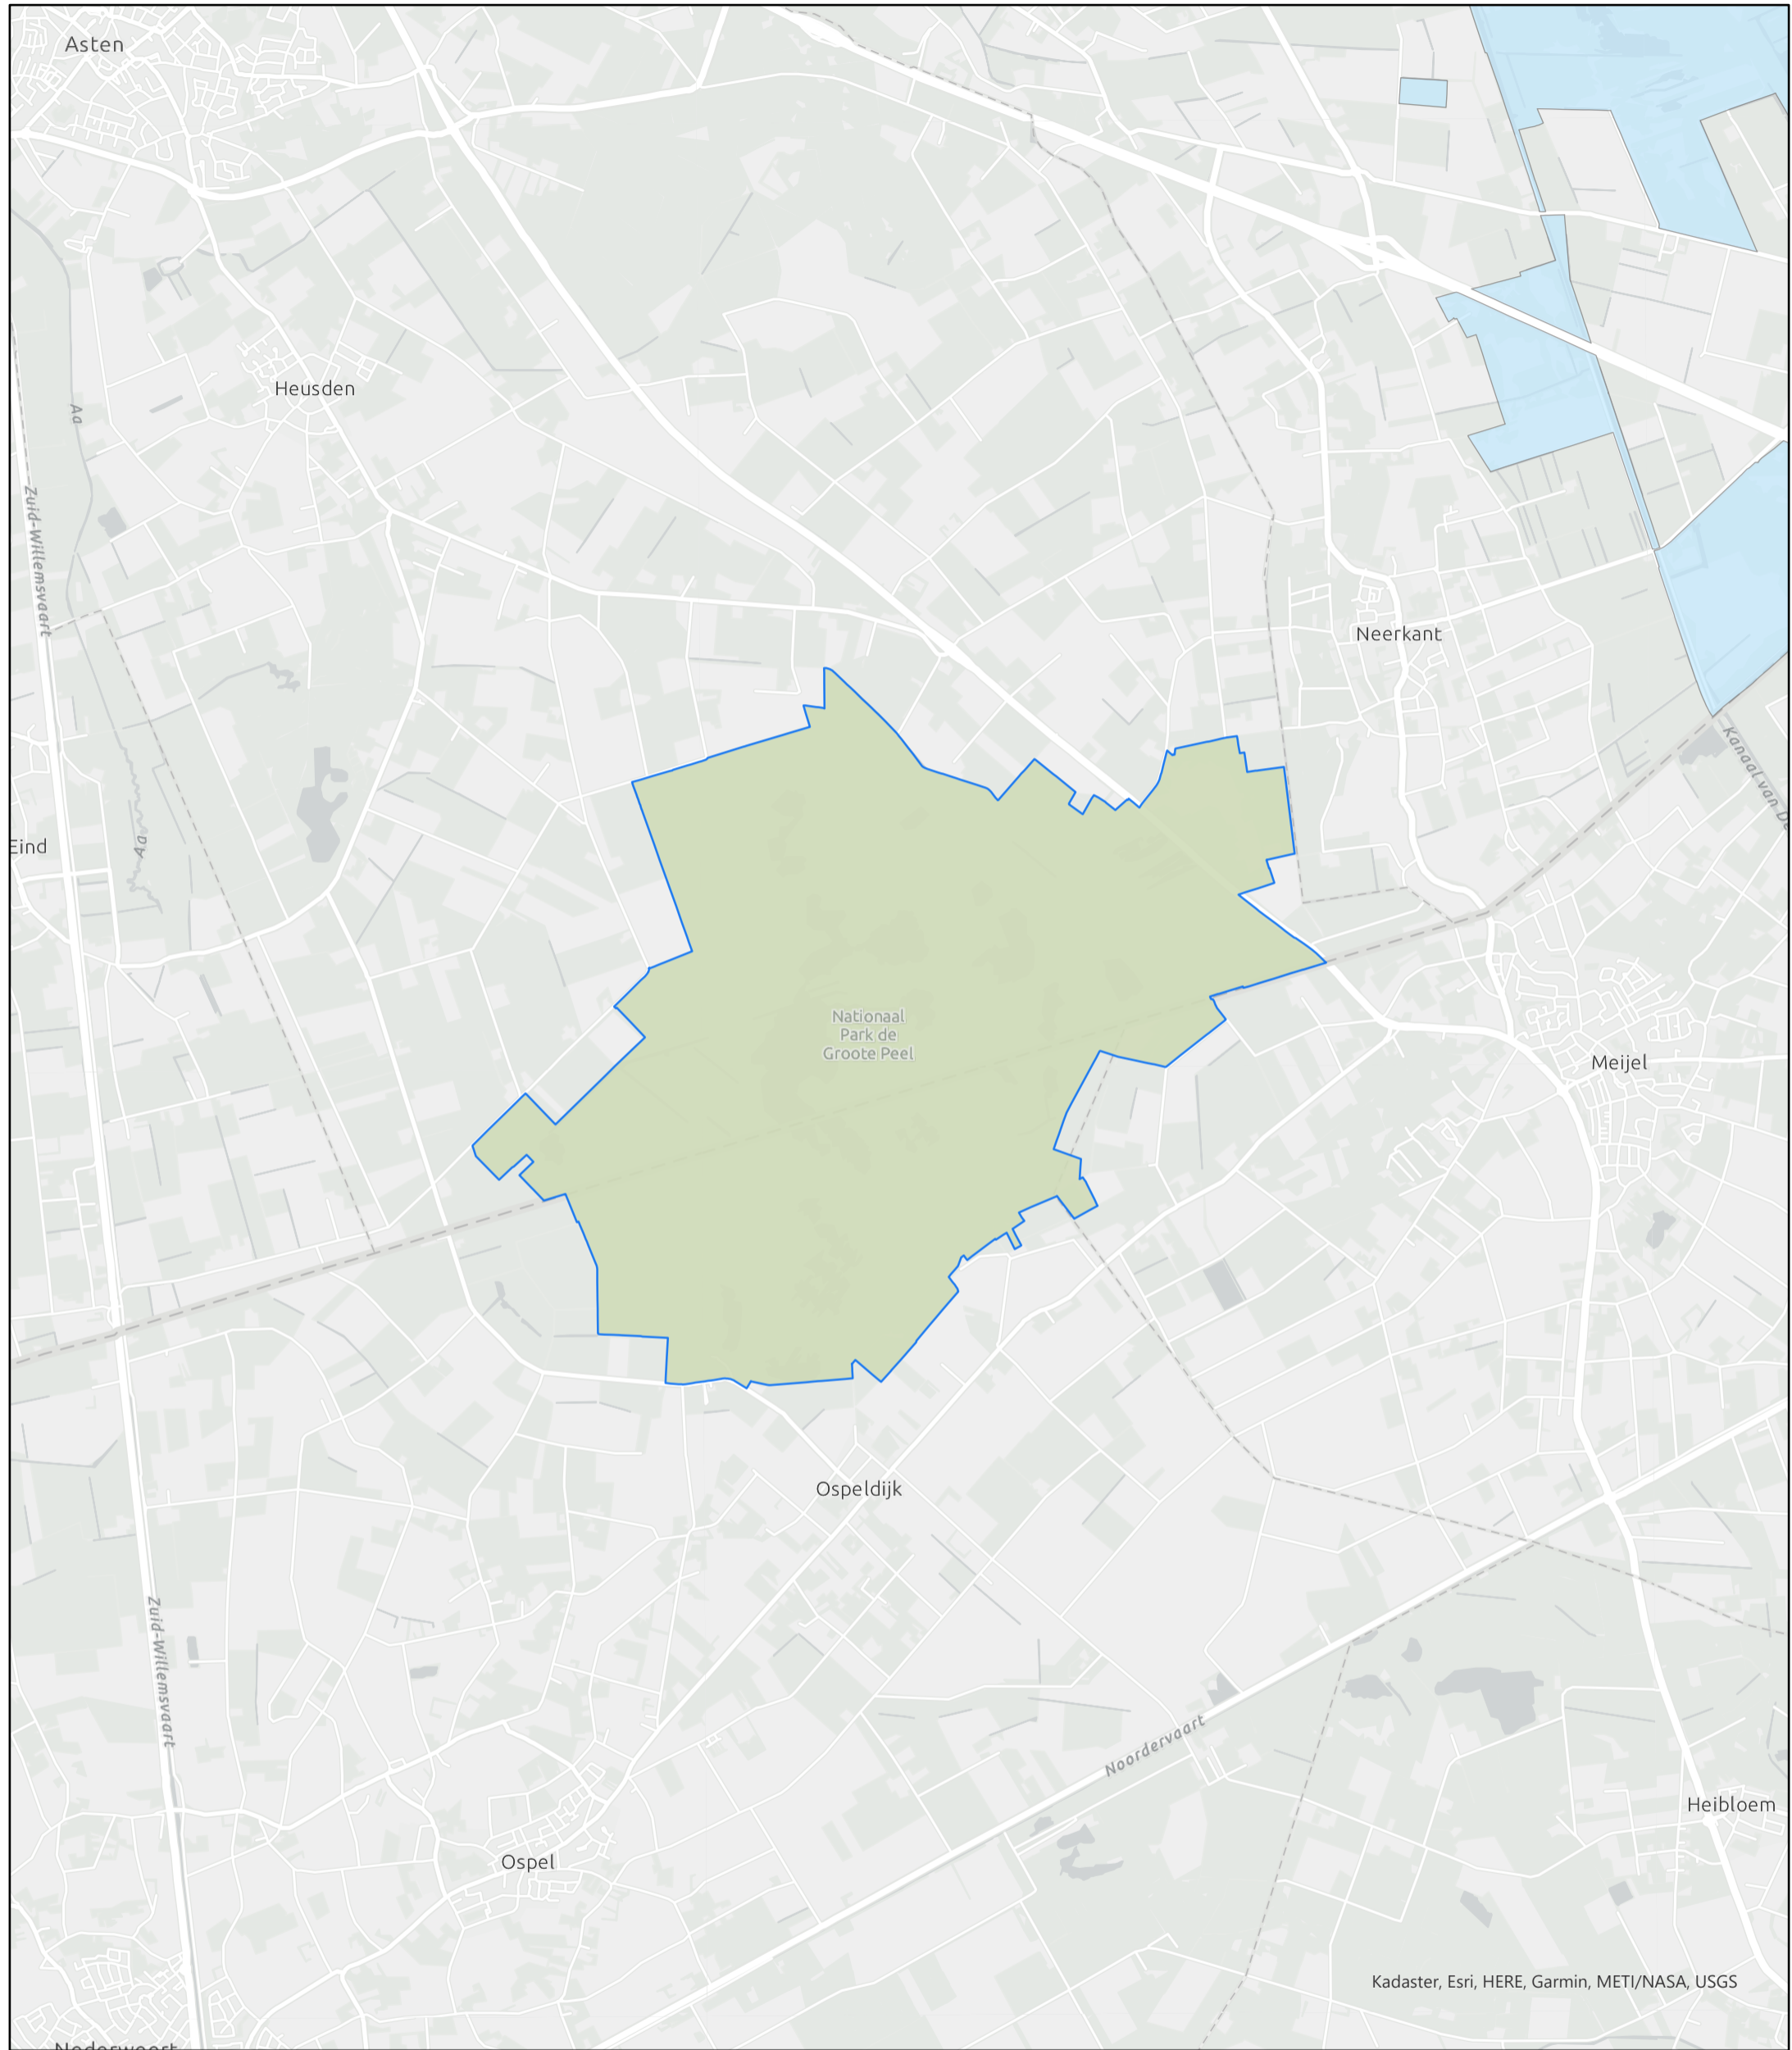 Asten
Heusden
Aa
Zuid-Willemsvaart
Neerkant
Kanaal van De
Eind
Aa
Nationaal
Park de
Groote Peel
Meijel
Ospeldijk
Zuid-Willemsvaart
Noordervaart
Heibloem
Ospel
Kadaster, Esri, HERE, Garmin, METI/NASA, USGS